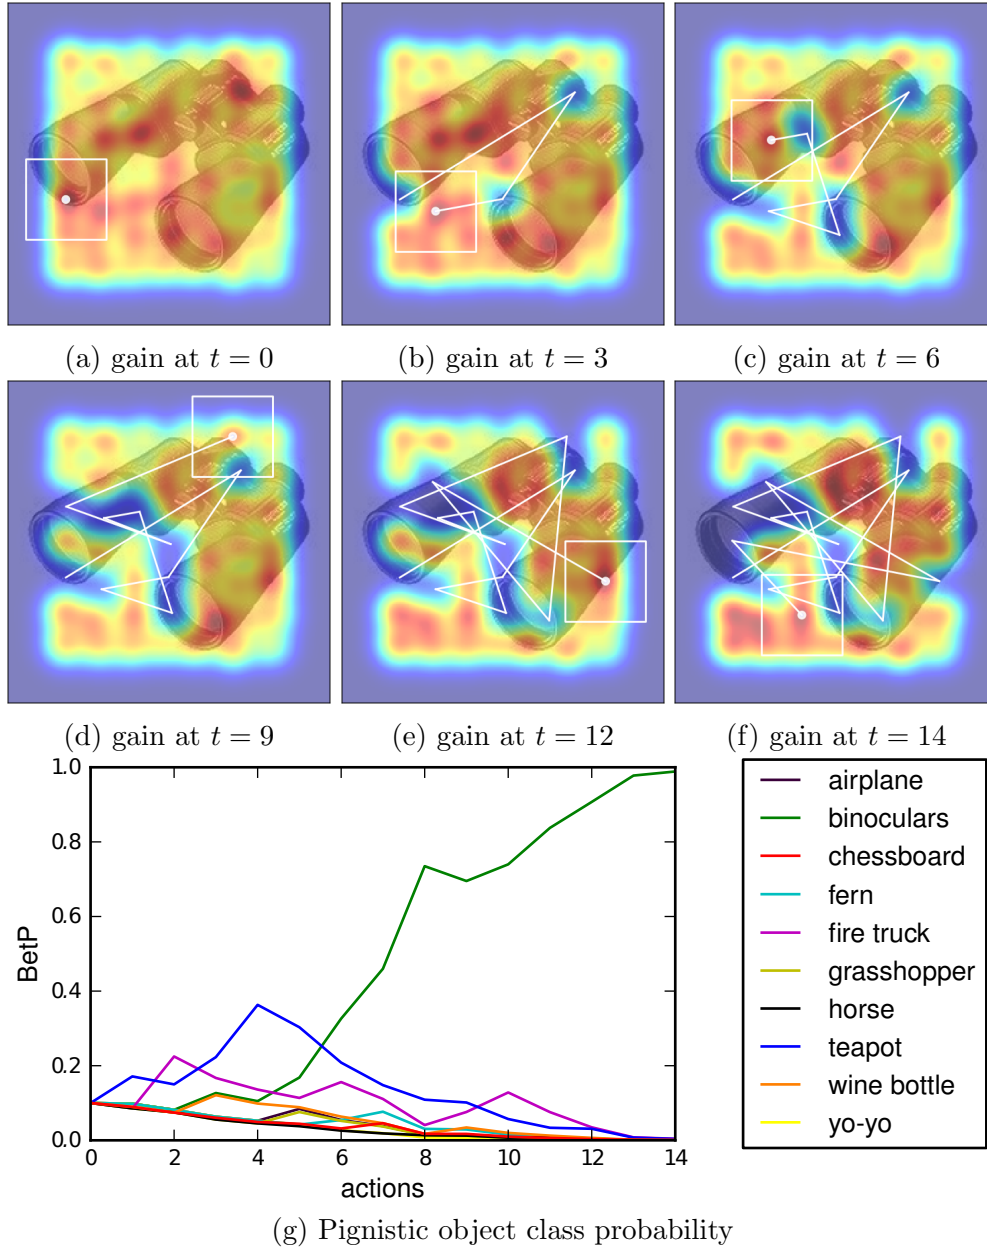 (a) gain at t = 0
(b) gain at t = 3
(c) gain at t = 6
(d) gain at t = 9
(e) gain at t = 12
(f) gain at t = 14
1.0
0.8
0.6
0.4
0.2
0.0
BetP
0 2 4 6 8 10 12 14
actions
airplane
binoculars
chessboard
fern
fire truck
grasshopper
horse
teapot
wine bottle
yo-yo
(g) Pignistic object class probability